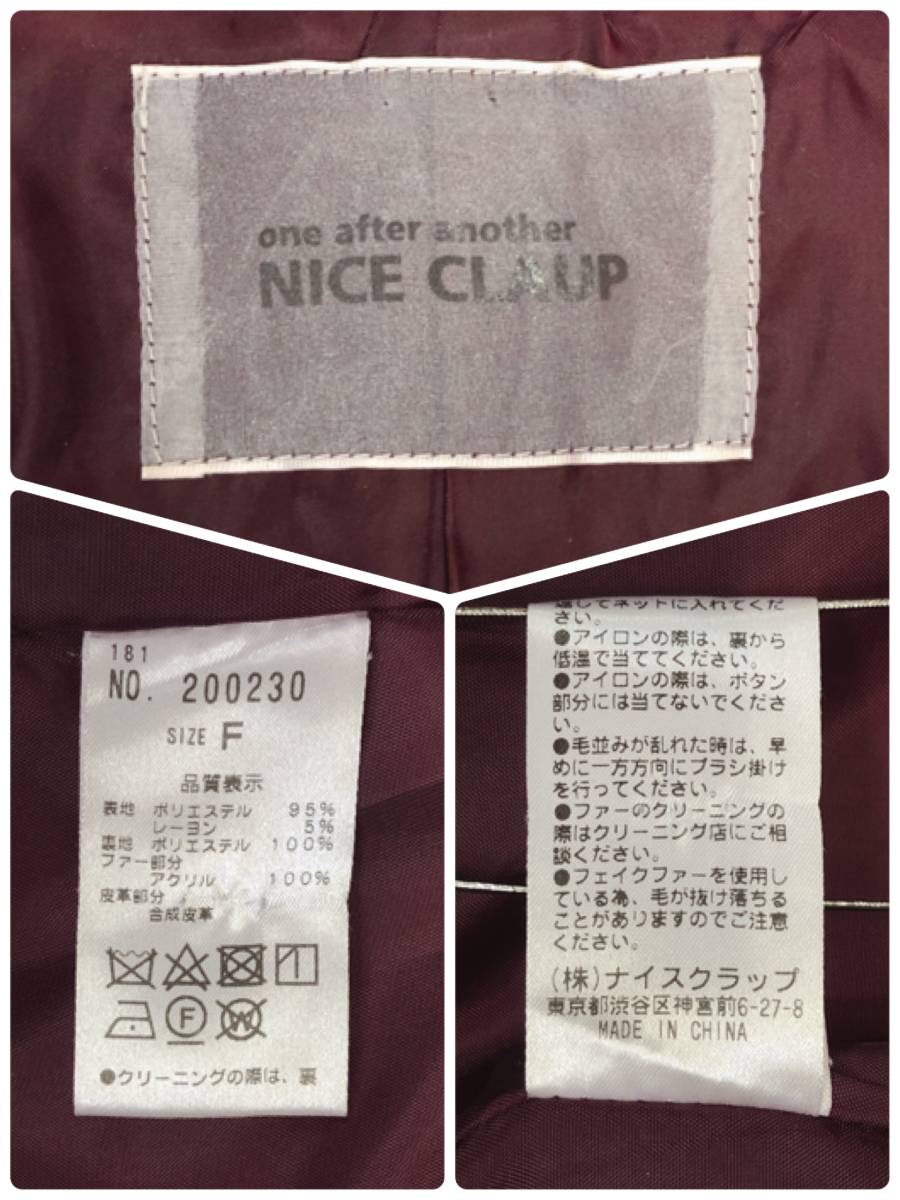 one after another
NICE CLAUP
181
NO. 200230
SIZE F
品質表示
表地 ポリエステル 95%
レーヨン 5%
裏地 ポリエステル 100%
ファー部分
アクリル 100%
皮革部分
合成皮革
F
W
●クリーニングの際は、裏
返してネットに入れてくだ
さい。
●アイロンの際は、裏から
低温で当ててください。
●アイロンの際は、ボタン
部分には当てないでくださ
い。
●毛並みが乱れた時は、早
めに一方方向にブラシ掛け
を行ってください。
●ファーのクリーニングの
際はクリーニング店にご相
談ください。
●フェイクファーを使用し
ている為、毛が抜け落ちる
ことがありますのでご注意
ください。
(株)ナイスクラップ
東京都渋谷区神宮前6-27-8
MADE IN CHINA